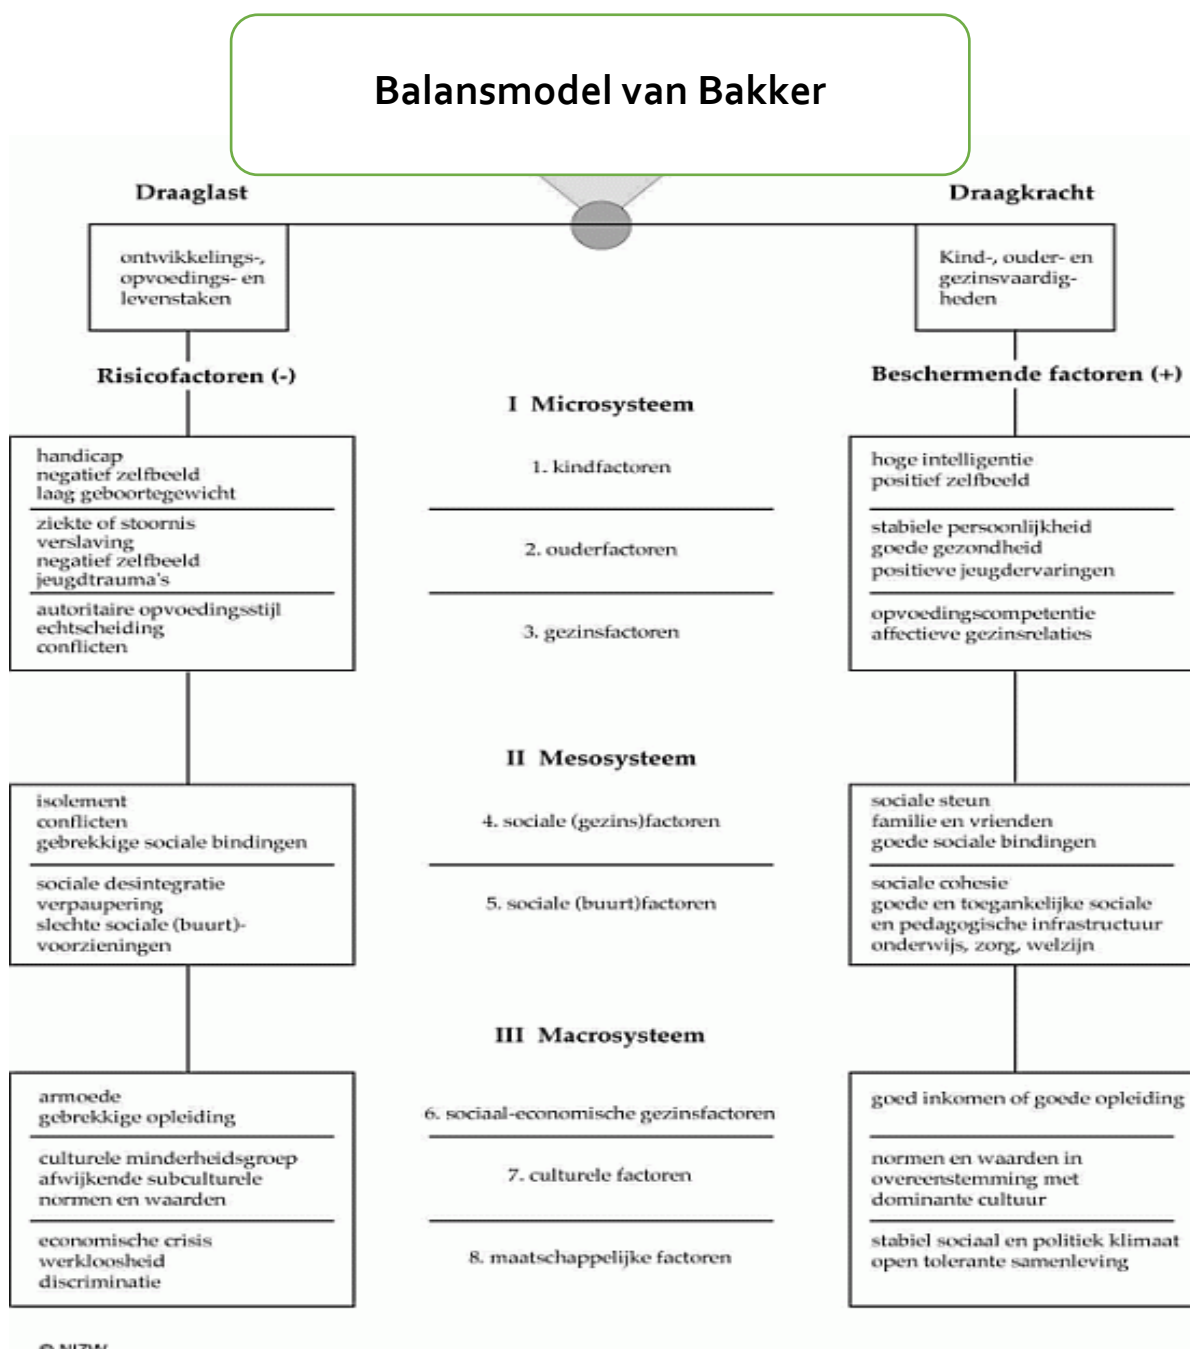 Balansmodel van Bakker
Draaglast
Draagkracht
ontwikkelings-,
opvoedings- en
levenstaken
Kind-, ouder- en
gezinsvaardig-
heden
Risicofactoren (-)
Beschermende factoren (+)
I Microsysteem
handicap
negatief zelfbeeld
laag geboortegewicht
1. kindfactoren
hoge intelligentie
positief zelfbeeld
ziekte of stoornis
verslaving
negatief zelfbeeld
jeugdtrauma's
2. ouderfactoren
stabiele persoonlijkheid
goede gezondheid
positieve jeugdervaringen
autoritaire opvoedingsstijl
echtscheiding
conflicten
3. gezinsfactoren
opvoedingscompetentie
affectieve gezinsrelaties
II Mesosysteem
isolement
conflicten
gebrekkige sociale bindingen
4. sociale (gezins)factoren
sociale steun
familie en vrienden
goede sociale bindingen
sociale desintegratie
verpaupering
slechte sociale (buurt)-
voorzieningen
5. sociale (buurt)factoren
sociale cohesie
goede en toegankelijke sociale
en pedagogische infrastructuur
onderwijs, zorg, welzijn
III Macrosysteem
armoede
gebrekkige opleiding
6. sociaal-economische gezinsfactoren
goed inkomen of goede opleiding
culturele minderheidsgroep
afwijkende subculturele
normen en waarden
7. culturele factoren
normen en waarden in
overeenstemming met
dominante cultuur
economische crisis
werkloosheid
discriminatie
8. maatschappelijke factoren
stabiel sociaal en politiek klimaat
open tolerante samenleving